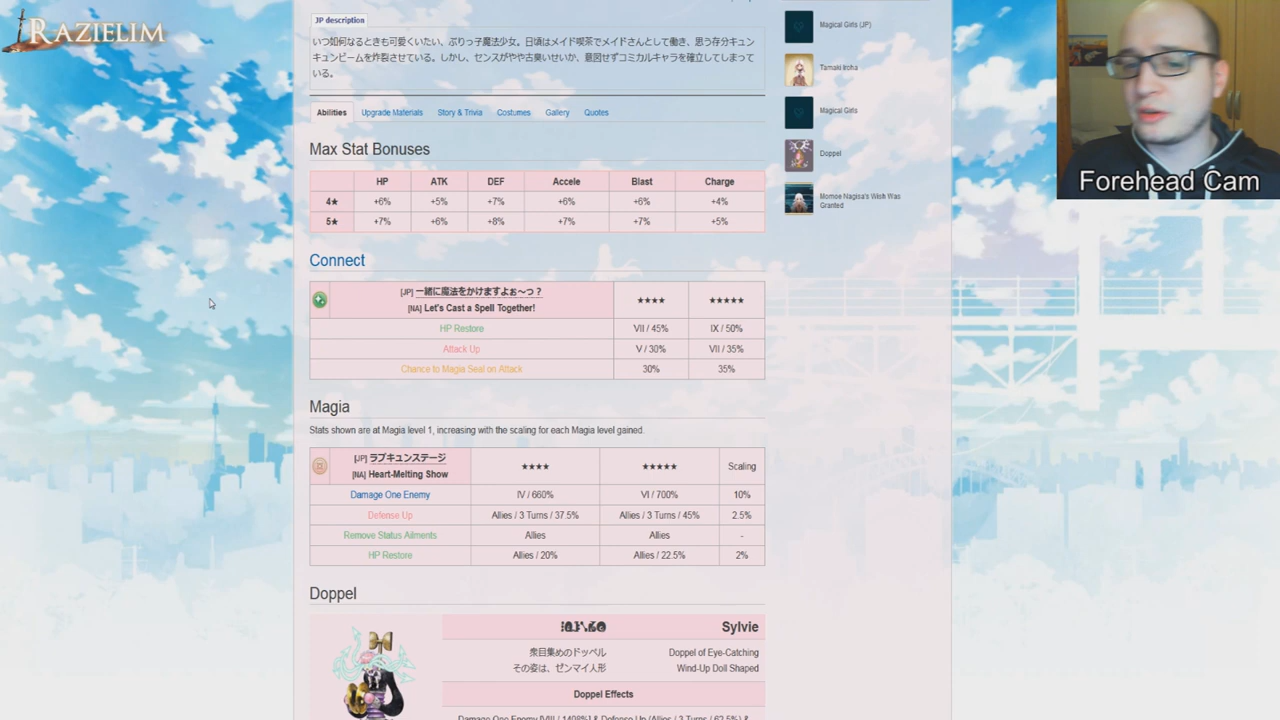 RAZIELIM
JP description
いつ如何なるときも可愛くいたい、ぶりっ子魔法少女。日頃はメイド喫茶でメイドさんとして働き、思う存分キュン
キュンビームを炸裂させている。しかし、センスがやや古臭いせいか、意図せずコミカルキャラを確立してしまって
いる。
Abilities Upgrade Materials Story & Trivia Costumes Gallery Quotes
Max Stat Bonuses
HP ATK DEF Accele Blast Charge
4★ +6% +5% +7% +6% +6% +4%
5★ +7% +6% +8% +7% +7% +5%
Connect
[JP] 一緒に魔法をかけますよぉ～っ？
[NA] Let's Cast a Spell Together!
★★★★ ★★★★★
HP Restore VII / 45% IX / 50%
Attack Up V / 30% VII / 35%
Chance to Magia Seal on Attack 30% 35%
Magia
Stats shown are at Magia level 1, increasing with the scaling for each Magia level gained.
[JP] ラブキュンステージ
[NA] Heart-Melting Show
★★★★ ★★★★★ Scaling
Damage One Enemy IV / 660% VI / 700% 10%
Defense Up Allies / 3 Turns / 37.5% Allies / 3 Turns / 45% 2.5%
Remove Status Ailments Allies Allies -
HP Restore Allies / 20% Allies / 22.5% 2%
Doppel
Sylvie
衆目集めのドッペル Doppel of Eye-Catching
その姿は、ゼンマイ人形 Wind-Up Doll Shaped
Doppel Effects
Damage One Enemy [VIII / 1408%] & Defense Up (Allies / 3 Turns / 62.5%) &
Magical Girls (JP)
Tamaki Iroha
Magical Girls
Doppel
Momoe Nagisa's Wish Was
Granted
Forehead Cam